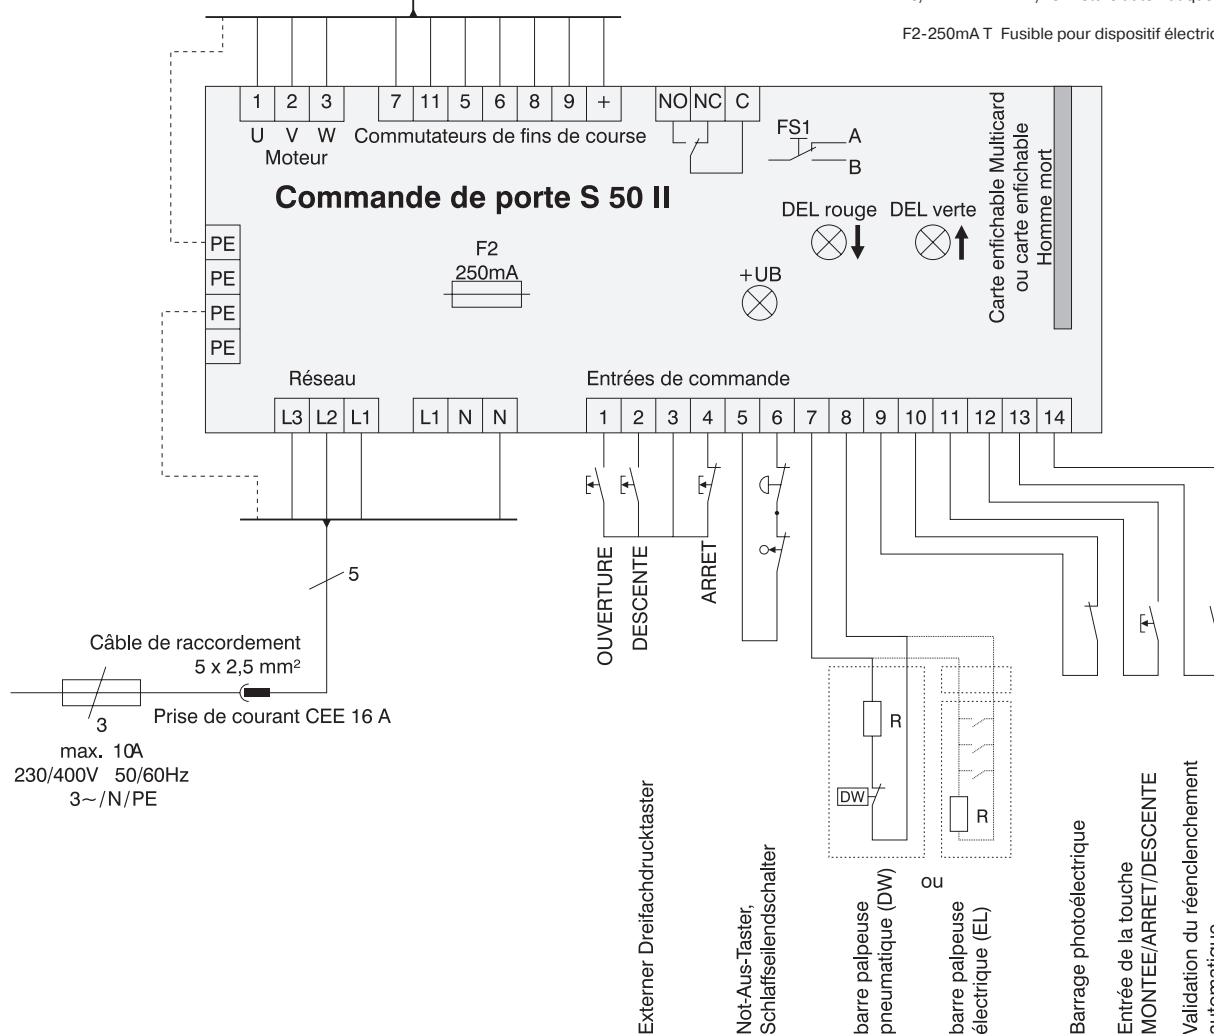 F2-250mA T Fusible pour dispositif
1 2 3 7 11 5 6 8 9 + NO NC C
U V W Commutateurs de fins de course
Moteur
FS1
A
B
Commande de porte S 50 II
DEL rouge DEL verte
Carte enfichable Multicard
ou carte enfichable
Homme mort
PE
PE
PE
PE
F2
250mA
+UB
Réseau
Entrées de commande
L3 L2 L1 L1 N N 1 2 3 4 5 6 7 8 9 10 11 12 13 14
OUVERTURE
DESCENTE
ARRET
5
Câble de raccordement
5 x 2,5 mm²
Prise de courant CEE 16 A
3
max. 10A
230/400V 50/60Hz
3~/N/PE
R
DW
R
ou
Externer Dreifachdrucktaster
Not-Aus-Taster,
Schlaffseilendschalter
barre palpeuse
pneumatique (DW)
barre palpeuse
électrique (EL)
Barrage photoélectrique
Entrée de la touche
MONTEE/ARRET/DESCENTE
Validation du réenclenchement
automatique